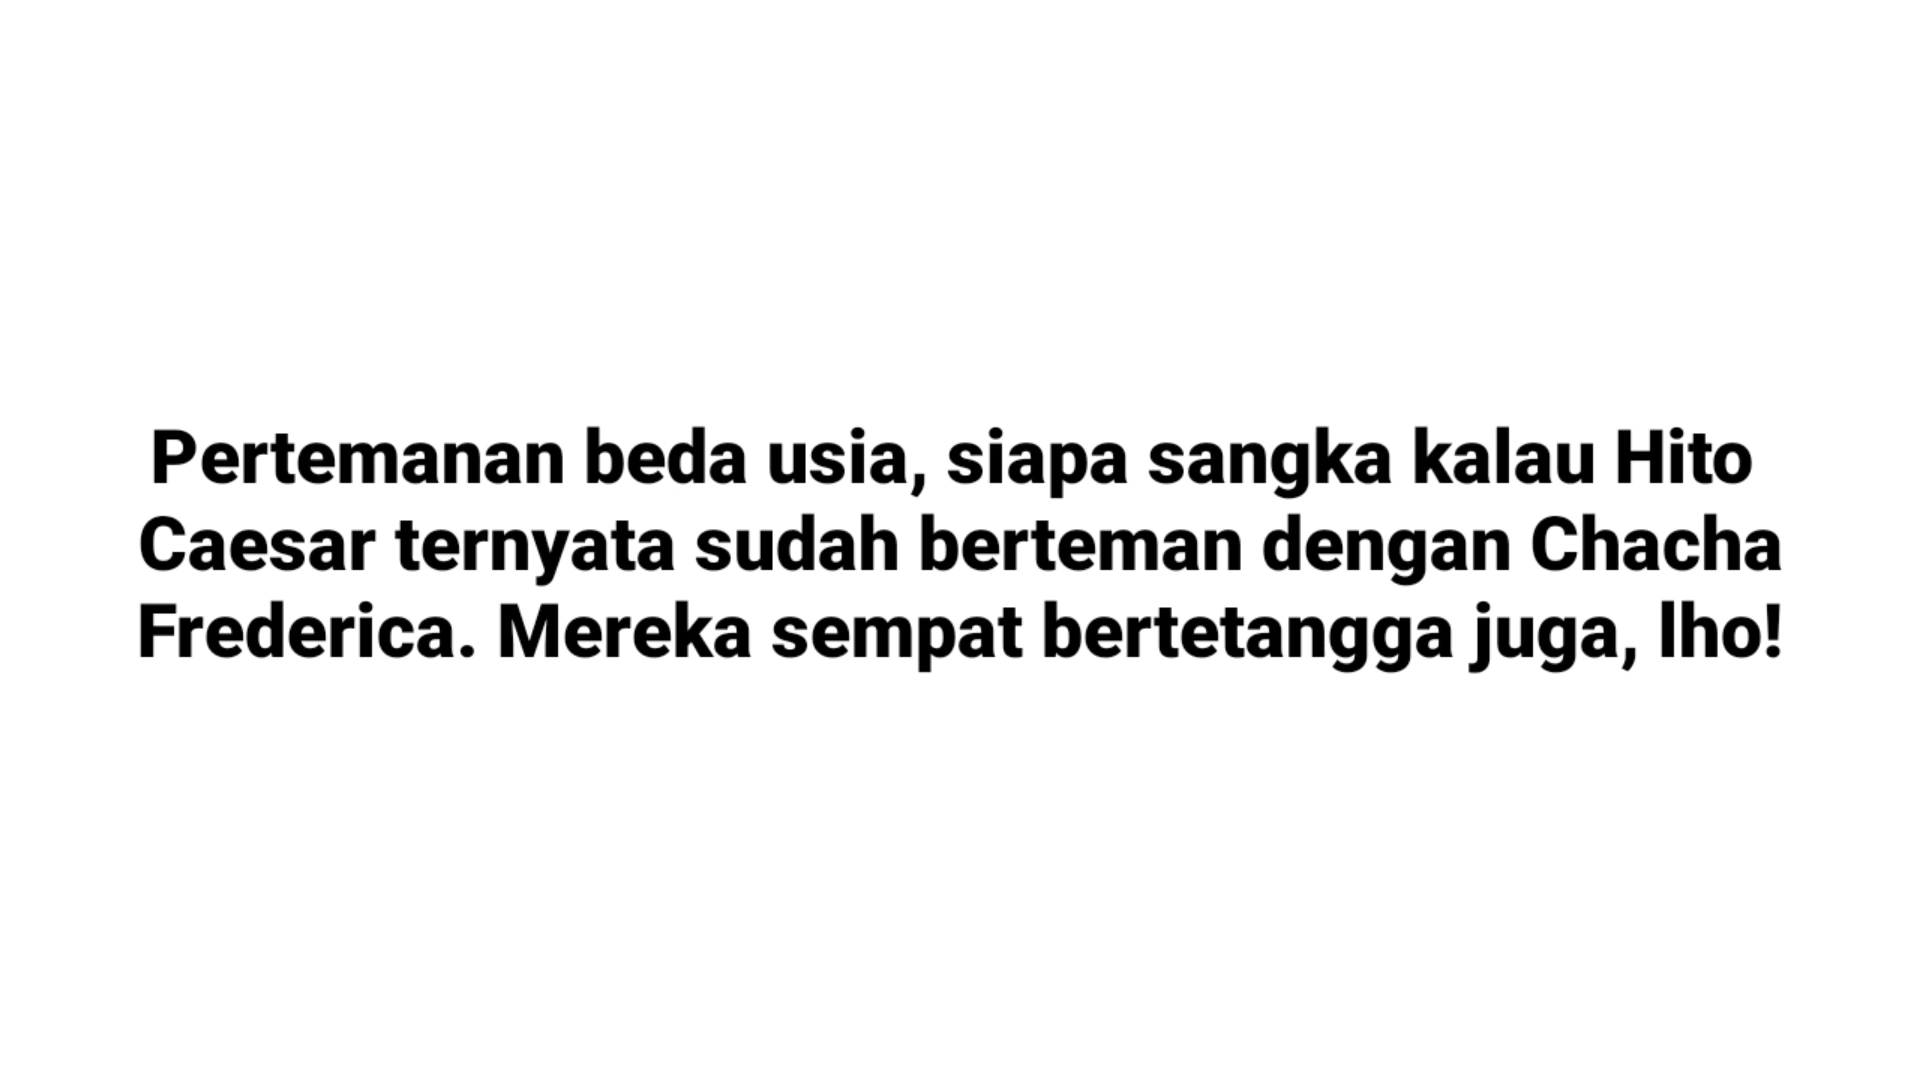 Pertemanan beda usia, siapa sangka kalau Hito
Caesar ternyata sudah berteman dengan Chacha
Frederica. Mereka sempat bertetangga juga, lho!